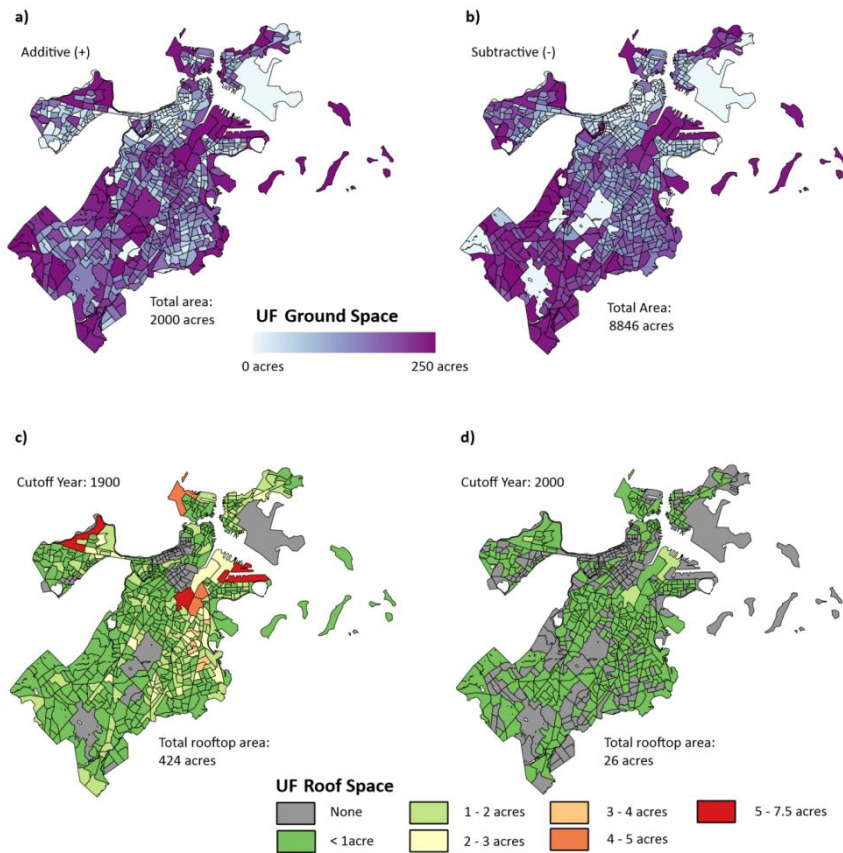 a)
Additive (+)
b)
Subtractive (-)
Total area:
2000 acres
UF Ground Space
0 acres
250 acres
Total Area:
8846 acres
c)
Cutoff Year: 1900
d)
Cutoff Year: 2000
Total rooftop area:
424 acres
Total rooftop area:
26 acres
UF Roof Space
None
1 - 2 acres
3 - 4 acres
5 - 7.5 acres
< 1acre
2 - 3 acres
4 - 5 acres